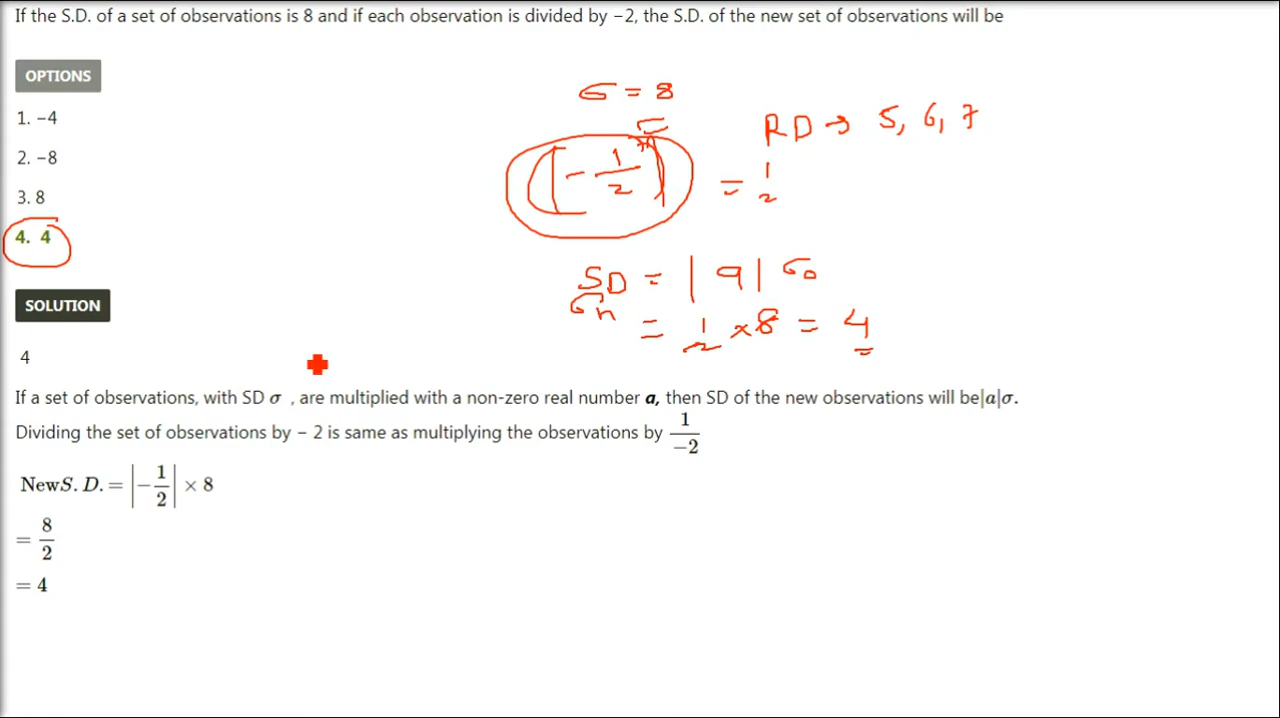 If the S.D. of a set of observations is 8 and if each observation is divided by −2, the S.D. of the new set of observations will be
OPTIONS
1. −4
2. −8
3. 8
4. 4
σ = 8
|−1/2| = 1/2
RD → 5, 6, 7
SD = |a| σ₀
σn
= 1/2 × 8 = 4
SOLUTION
4
If a set of observations, with SD σ , are multiplied with a non-zero real number a, then SD of the new observations will be|a|σ.
Dividing the set of observations by − 2 is same as multiplying the observations by 1/−2
New S. D. = |−1/2| × 8
= 8/2
= 4